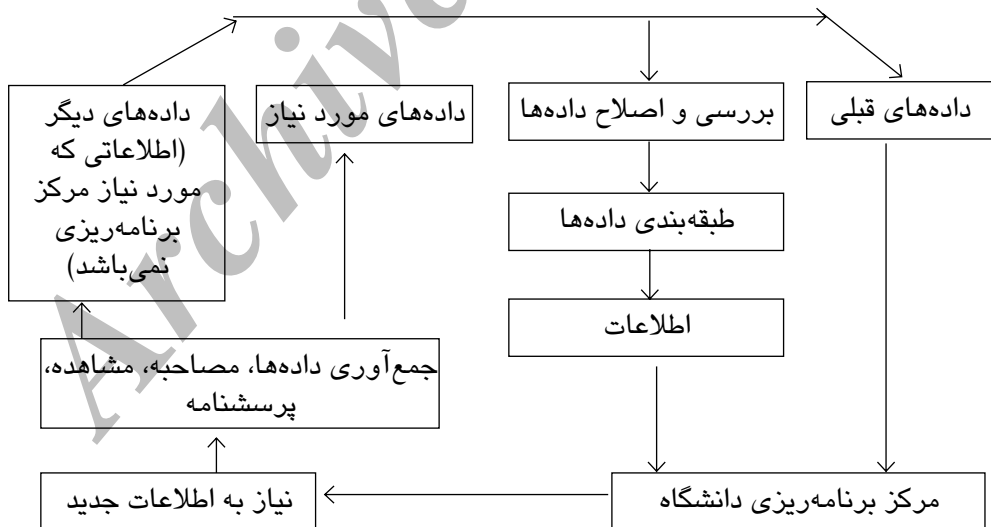 داده‌های قبلی
بررسی و اصلاح داده‌ها
داده‌های مورد نیاز
داده‌های دیگر
(اطلاعاتی که
مورد نیاز مرکز
برنامه‌ریزی
نمی‌باشد)
طبقه‌بندی داده‌ها
اطلاعات
جمع‌آوری داده‌ها، مصاحبه، مشاهده،
پرسشنامه
مرکز برنامه‌ریزی دانشگاه
نیاز به اطلاعات جدید
Archive